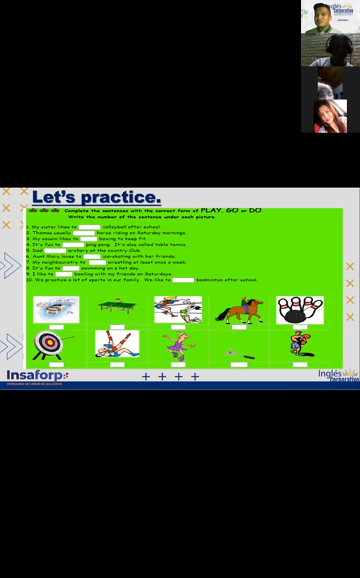 Inglés
Corporativo
Let's practice.
Complete the sentences with the correct form of PLAY, GO or DO.
Write the number of the sentence under each picture.
1. My sister likes to volleyball after school.
2. Thomas usually horse riding on Saturday mornings.
3. My cousin likes to boxing to keep fit.
4. It's fun to ping pong. It's also called table tennis.
5. Dad archery at the country Club.
6. Aunt Mary loves to ice-skating with her friends.
7. My neighbours try to wrestling at least once a week.
8. It's fun to swimming on a hot day.
9. I like to bowling with my friends on Saturdays.
10. We practice a lot of sports in our family. We like to badminton after school.
Insaforp
Inglés
Corporativo